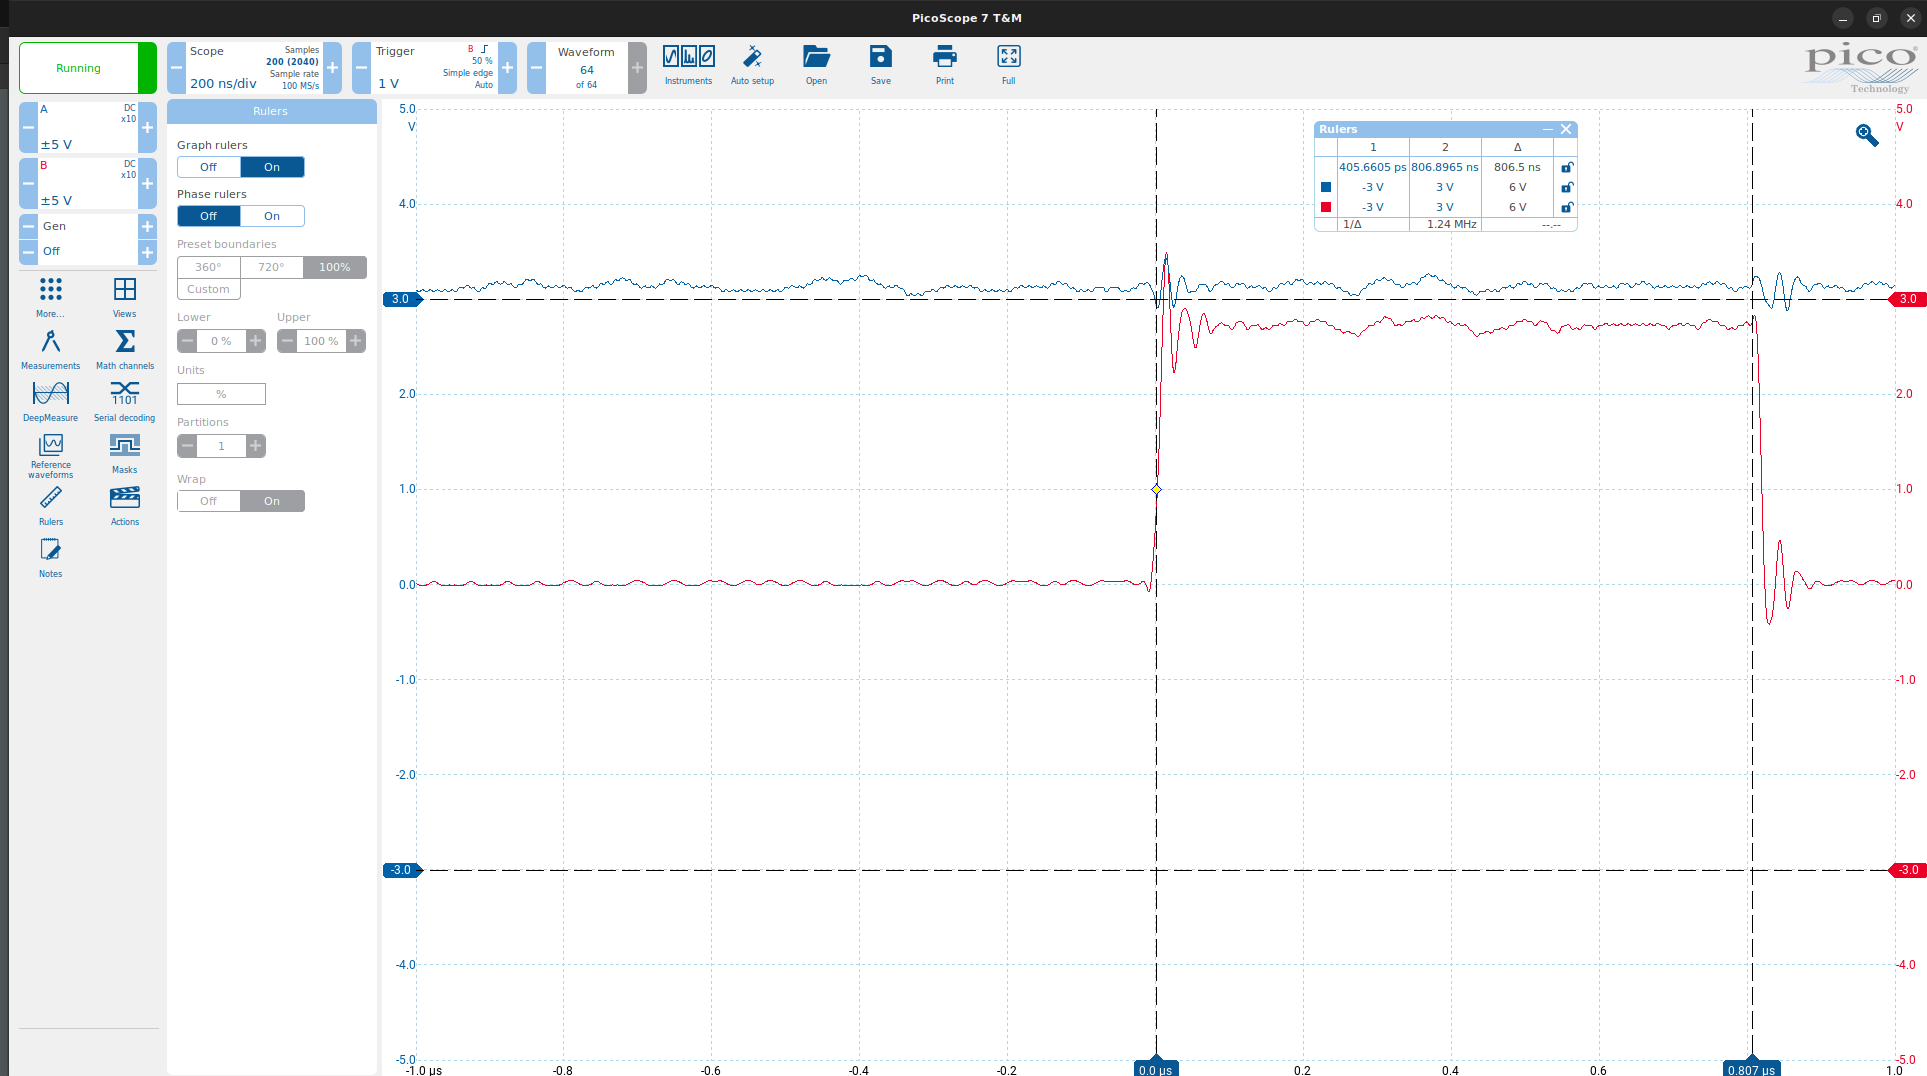 PicoScope 7 T&M
Running
Scope
Samples
200 (2040)
Sample rate
200 ns/div
100 MS/s
Trigger
B
50 %
Simple edge
1 V
Auto
Waveform
64
of 64
Instruments
Auto setup
Open
Save
Print
Full
pico
Technology
A
DC
x10
±5 V
B
DC
x10
±5 V
Gen
Off
More...
Views
Measurements
Math channels
1101
DeepMeasure
Serial decoding
Reference
waveforms
Masks
Rulers
Actions
Notes
Rulers
Graph rulers
Off On
Phase rulers
Off On
Preset boundaries
360° 720° 100%
Custom
Lower Upper
0 % 100 %
Units
%
Partitions
1
Wrap
Off On
5.0
V
4.0
3.0
2.0
1.0
0.0
-1.0
-2.0
-3.0
-4.0
-5.0
Rulers
1 2 Δ
405.6605 ps 806.8965 ns 806.5 ns
-3 V 3 V 6 V
-3 V 3 V 6 V
1/Δ 1.24 MHz --.--
5.0
V
4.0
3.0
2.0
1.0
0.0
-1.0
-2.0
-3.0
-4.0
-5.0
-1.0 µs -0.8 -0.6 -0.4 -0.2 0.0 µs 0.2 0.4 0.6 0.807 µs 1.0